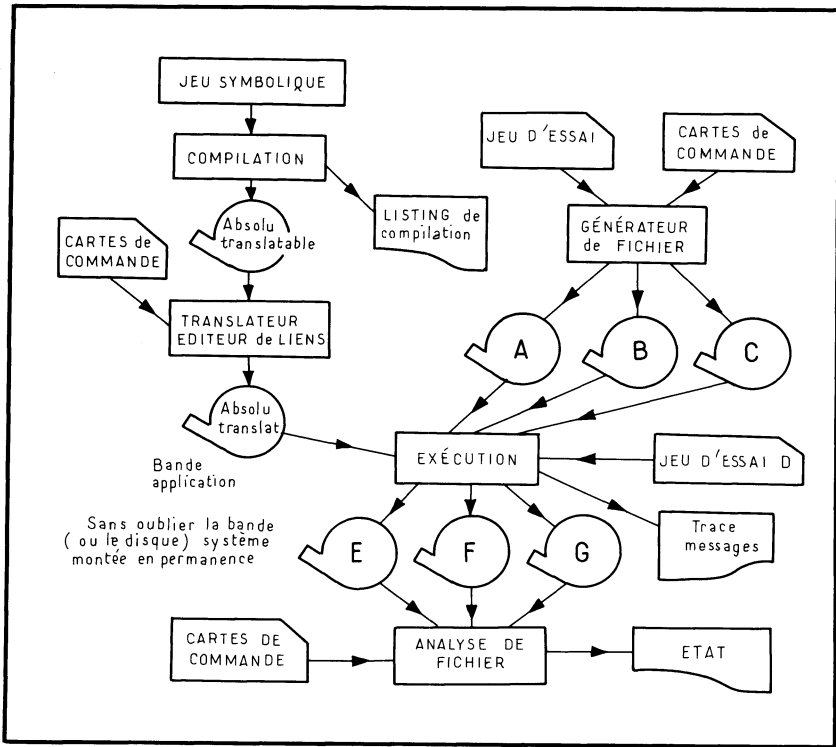 JEU SYMBOLIQUE
COMPILATION
JEU D'ESSAI
CARTES de
COMMANDE
Absolu
translatable
LISTING de
compilation
GÉNÉRATEUR
de FICHIER
CARTES de
COMMANDE
TRANSLATEUR
EDITEUR de LIENS
A
B
C
Absolu
translat
Bande
application
EXÉCUTION
JEU D'ESSAI D
Sans oublier la bande
( ou le disque) système
montée en permanence
E
F
G
Trace
messages
CARTES DE
COMMANDE
ANALYSE DE
FICHIER
ETAT